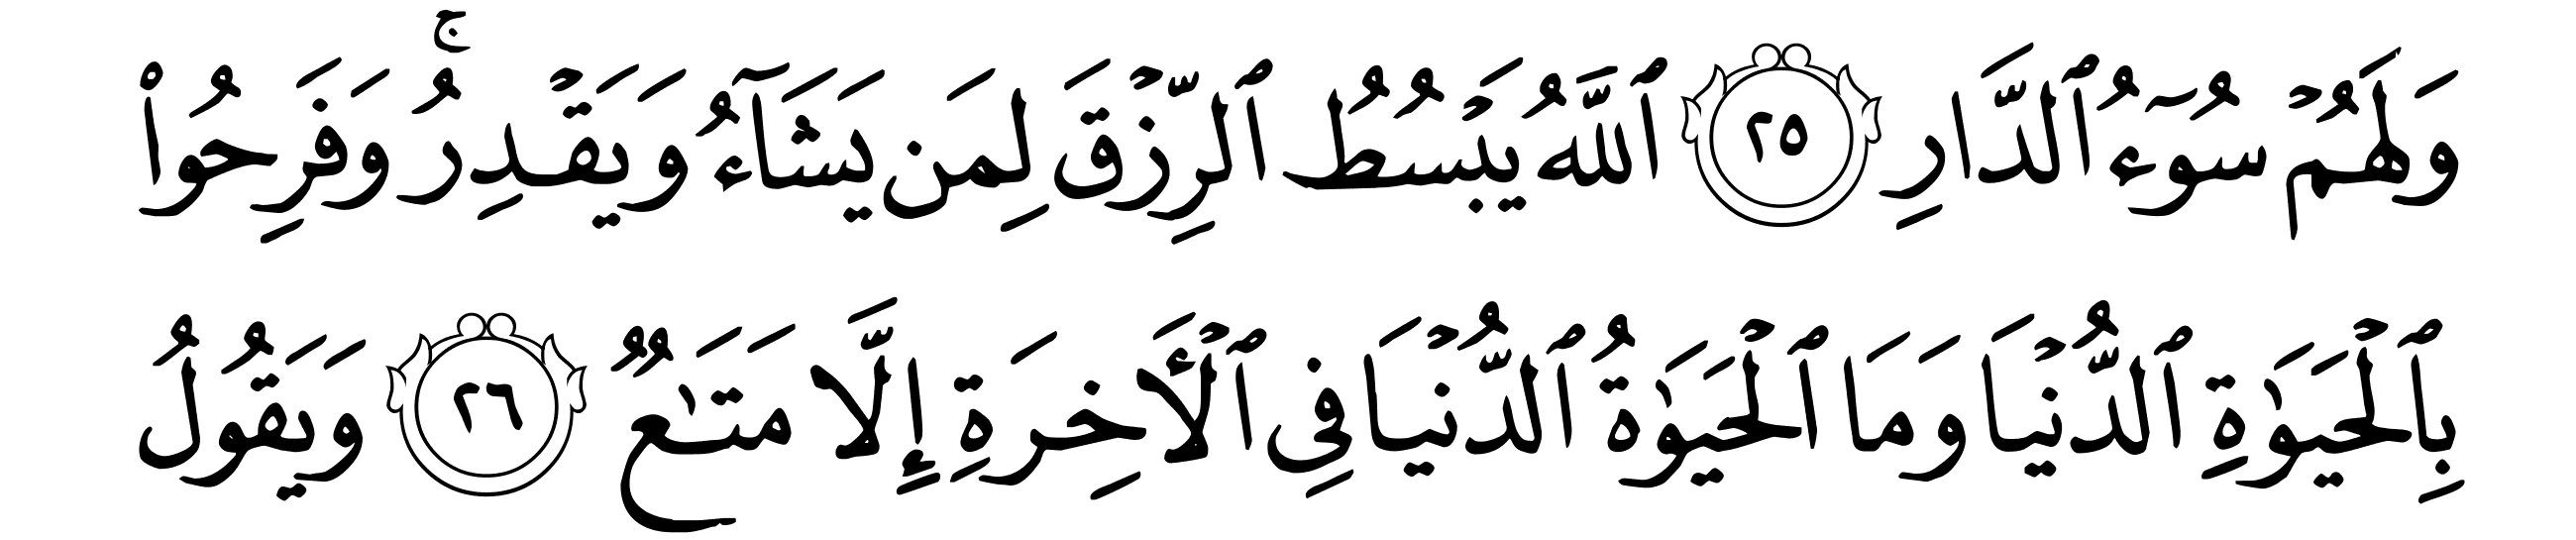 وَلَهُمْ سُوٓءُ ٱلدَّارِ ٢٥ ٱللَّهُ يَبْسُطُ ٱلرِّزْقَ لِمَن يَشَآءُ وَيَقْدِرُ ۚ وَفَرِحُوا۟
بِٱلْحَيَوٰةِ ٱلدُّنْيَا وَمَا ٱلْحَيَوٰةُ ٱلدُّنْيَا فِى ٱلْـَٔاخِرَةِ إِلَّا مَتَـٰعٌ ٢٦ وَيَقُولُ